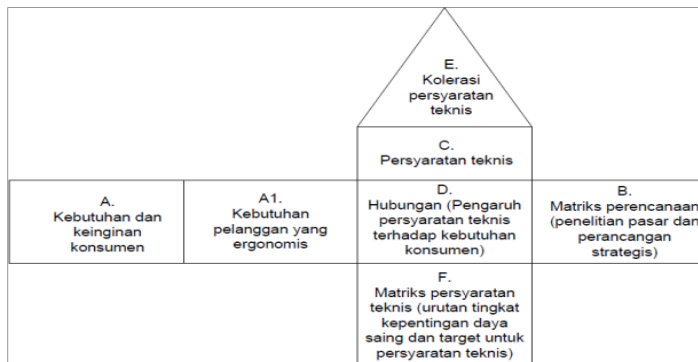 E.
Kolerasi
persyaratan
teknis
C.
Persyaratan teknis
A.
Kebutuhan dan
keinginan
konsumen
A1.
Kebutuhan
pelanggan yang
ergonomis
D.
Hubungan (Pengaruh
persyaratan teknis
terhadap kebutuhan
konsumen)
B.
Matriks perencanaan
(penelitian pasar dan
perancangan
strategis)
F.
Matriks persyaratan
teknis (urutan tingkat
kepentingan daya
saing dan target untuk
persyaratan teknis)